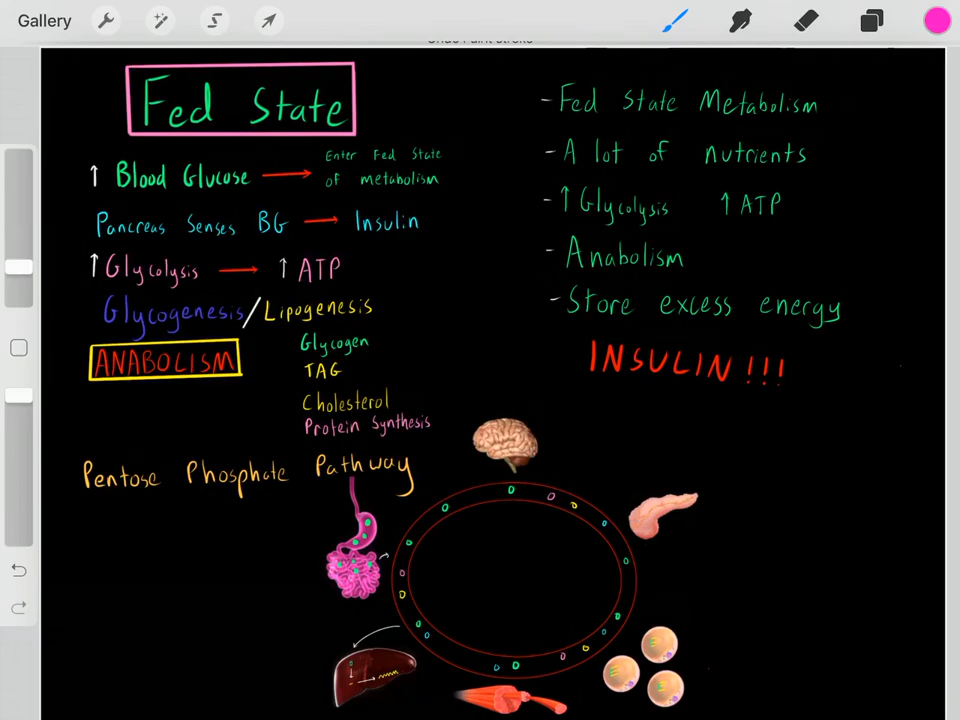 Gallery
Fed State
↑ Blood Glucose → Enter Fed State of metabolism
Pancreas Senses BG → Insulin
↑ Glycolysis → ↑ ATP
Glycogenesis/Lipogenesis
Glycogen
ANABOLISM
TAG
Cholesterol
Protein Synthesis
Pentose Phosphate Pathway
- Fed State Metabolism
- A lot of nutrients
- ↑ Glycolysis ↑ ATP
- Anabolism
- Store excess energy
INSULIN!!!